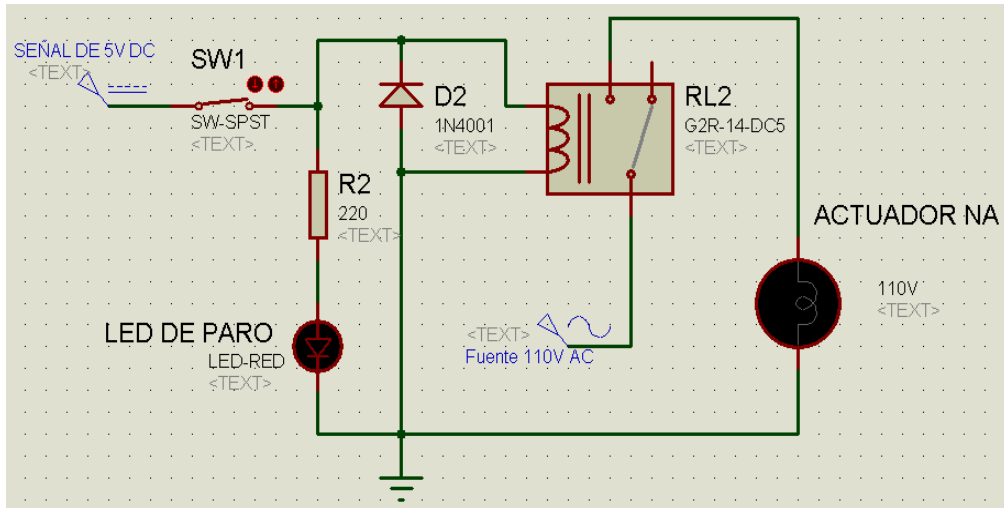 SEÑAL DE 5V DC
<TEXT>
SW1
SW-SPST
<TEXT>
D2
1N4001
<TEXT>
RL2
G2R-14-DC5
<TEXT>
R2
220
<TEXT>
ACTUADOR NA
110V
<TEXT>
<TEXT>
Fuente 110V AC
LED DE PARO
LED-RED
<TEXT>